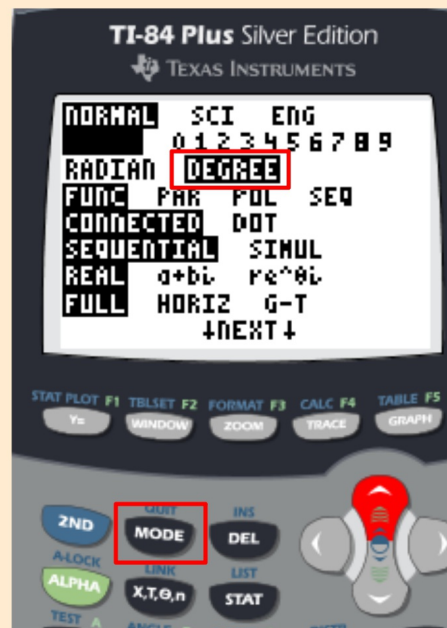 TI-84 Plus Silver Edition
TEXAS INSTRUMENTS
NORMAL SCI ENG
0 1 2 3 4 5 6 7 8 9
RADIAN DEGREE
FUNC PAR POL SEQ
CONNECTED DOT
SEQUENTIAL SIMUL
REAL a+bi re^θi
FULL HORIZ G-T
↓NEXT↓
STAT PLOT F1 TBLSET F2 FORMAT F3 CALC F4 TABLE F5
Y= WINDOW ZOOM TRACE GRAPH
QUIT INS
2ND MODE DEL
A-LOCK LINK LIST
ALPHA X,T,Θ,n STAT
TEST A ANGLE DISTR